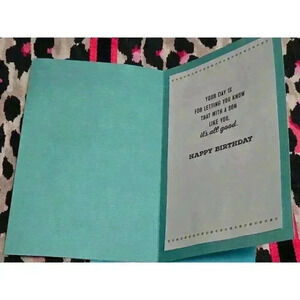 YOUR DAY IS
FOR LETTING YOU KNOW
THAT WITH A SON
LIKE YOU,
it's all good.
HAPPY BIRTHDAY